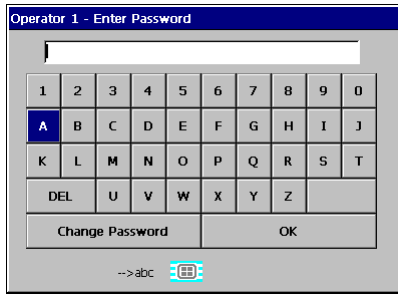 Operator 1 - Enter Password
1 2 3 4 5 6 7 8 9 0
A B C D E F G H I J
K L M N O P Q R S T
DEL U V W X Y Z
Change Password OK
-->abc